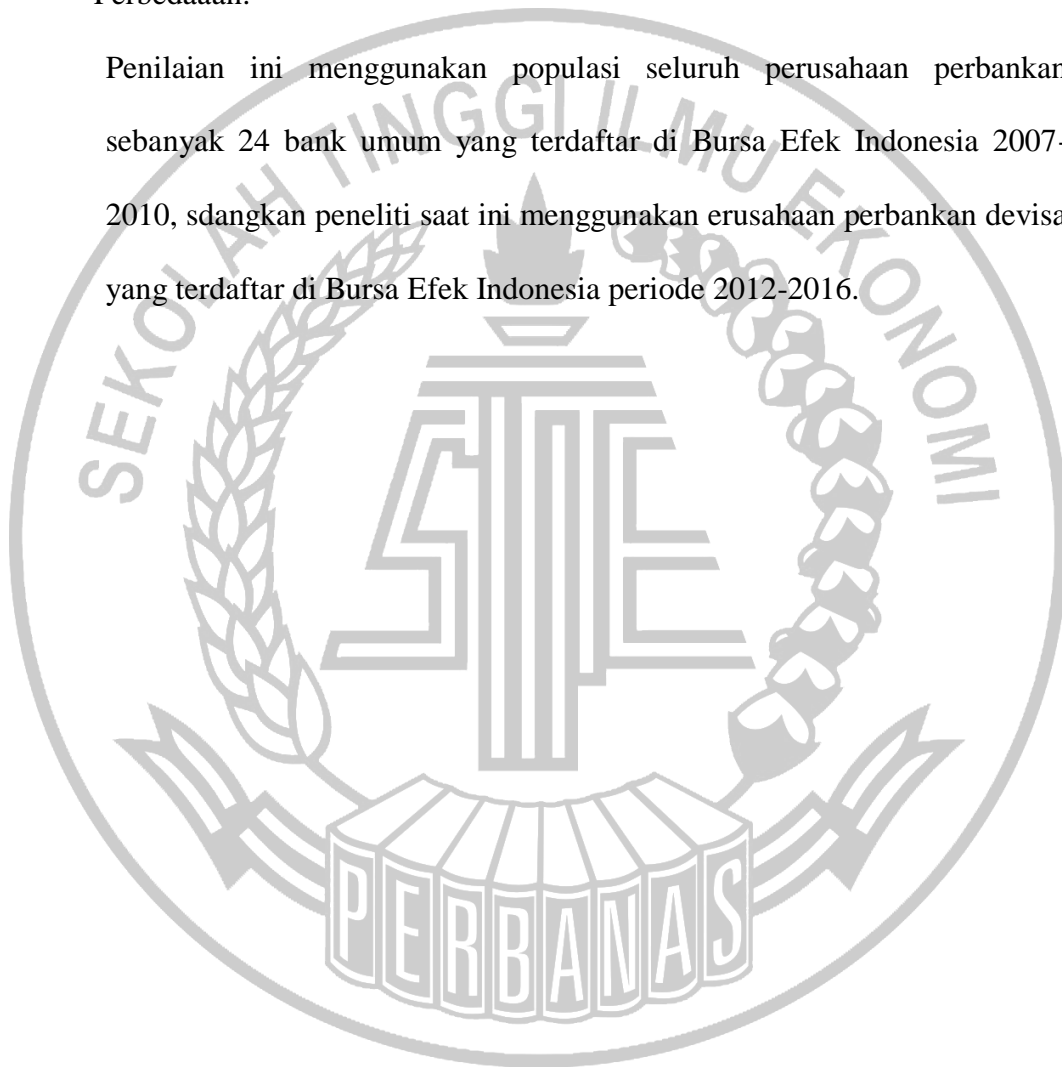 Perbedaaan:
Penilaian ini menggunakan populasi seluruh perusahaan perbankan
sebanyak 24 bank umum yang terdaftar di Bursa Efek Indonesia 2007-
2010, sdangkan peneliti saat ini menggunakan erusahaan perbankan devisa
yang terdaftar di Bursa Efek Indonesia periode 2012-2016.
SEKOLAH TINGGI ILMU EKONOMI
STIE
PERBANAS